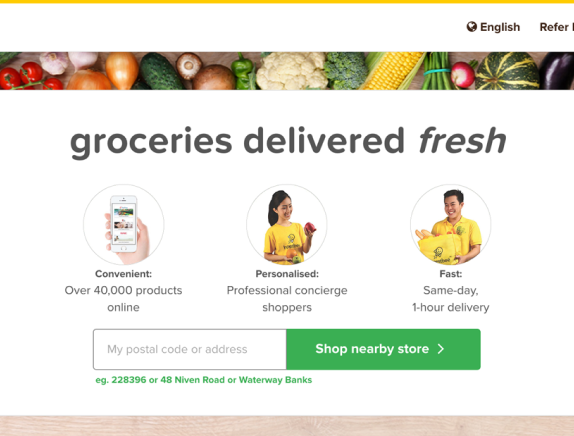 English Refer
groceries delivered fresh
Convenient:
Over 40,000 products
online
Personalised:
Professional concierge
shoppers
Fast:
Same-day,
1-hour delivery
My postal code or address
Shop nearby store
eg. 228396 or 48 Niven Road or Waterway Banks